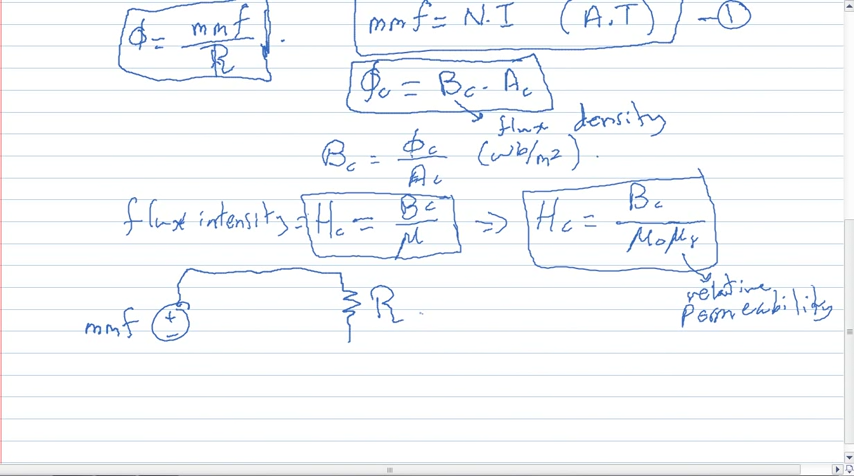 ϕ = mmf / R . mmf = N.I (A.T) -①
ϕc = Bc . Ac
flux density
Bc = ϕc / Ac (wb/m²) .
flux intensity = Hc = Bc / μ => Hc = Bc / μoμr
relative
permeability
mmf + - R